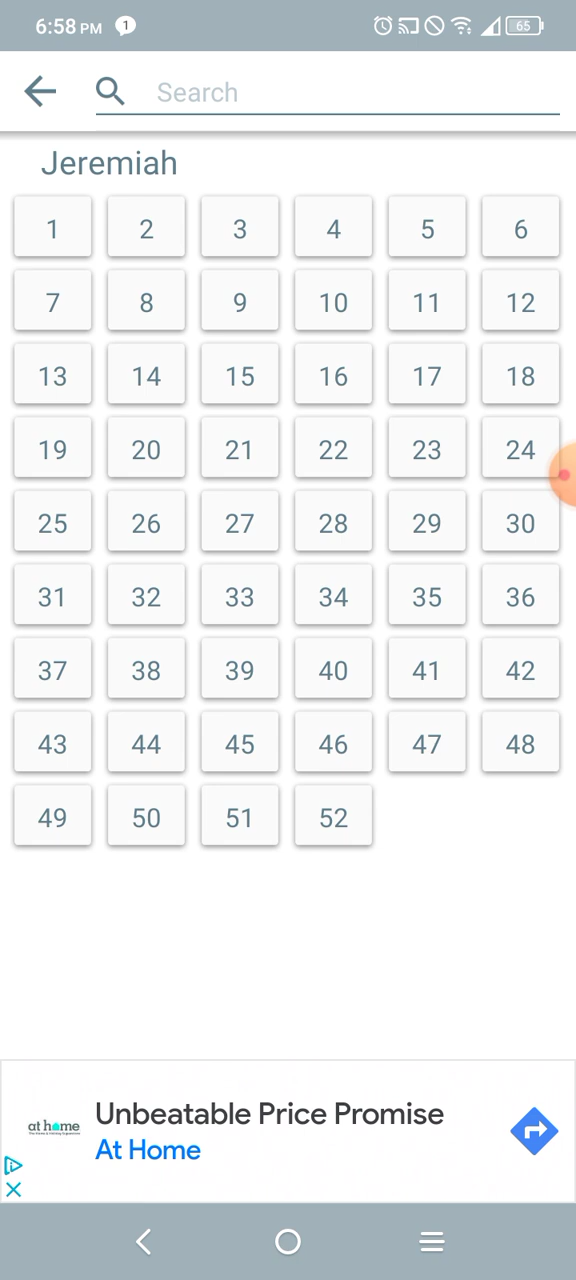 6:58 PM 1 65
Search
Jeremiah
1 2 3 4 5 6
7 8 9 10 11 12
13 14 15 16 17 18
19 20 21 22 23 24
25 26 27 28 29 30
31 32 33 34 35 36
37 38 39 40 41 42
43 44 45 46 47 48
49 50 51 52
Unbeatable Price Promise
at home
At Home